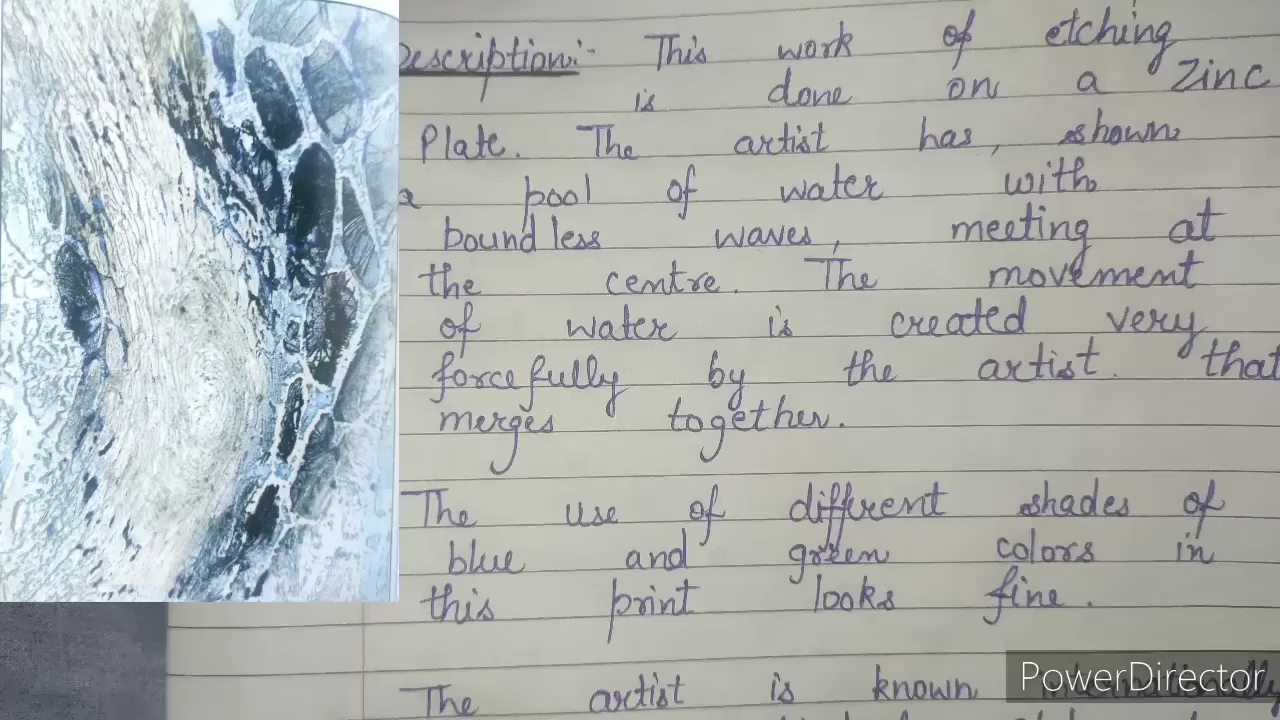 Description:-   This work of etching
is done on a Zinc
Plate. The artist has, shown
a pool of water with
boundless waves, meeting at
the centre. The movement
of water is created very
forcefully by the artist. that
merges together.
The use of different shades of
blue and green colors in
this print looks fine.
The artist is known
PowerDirector